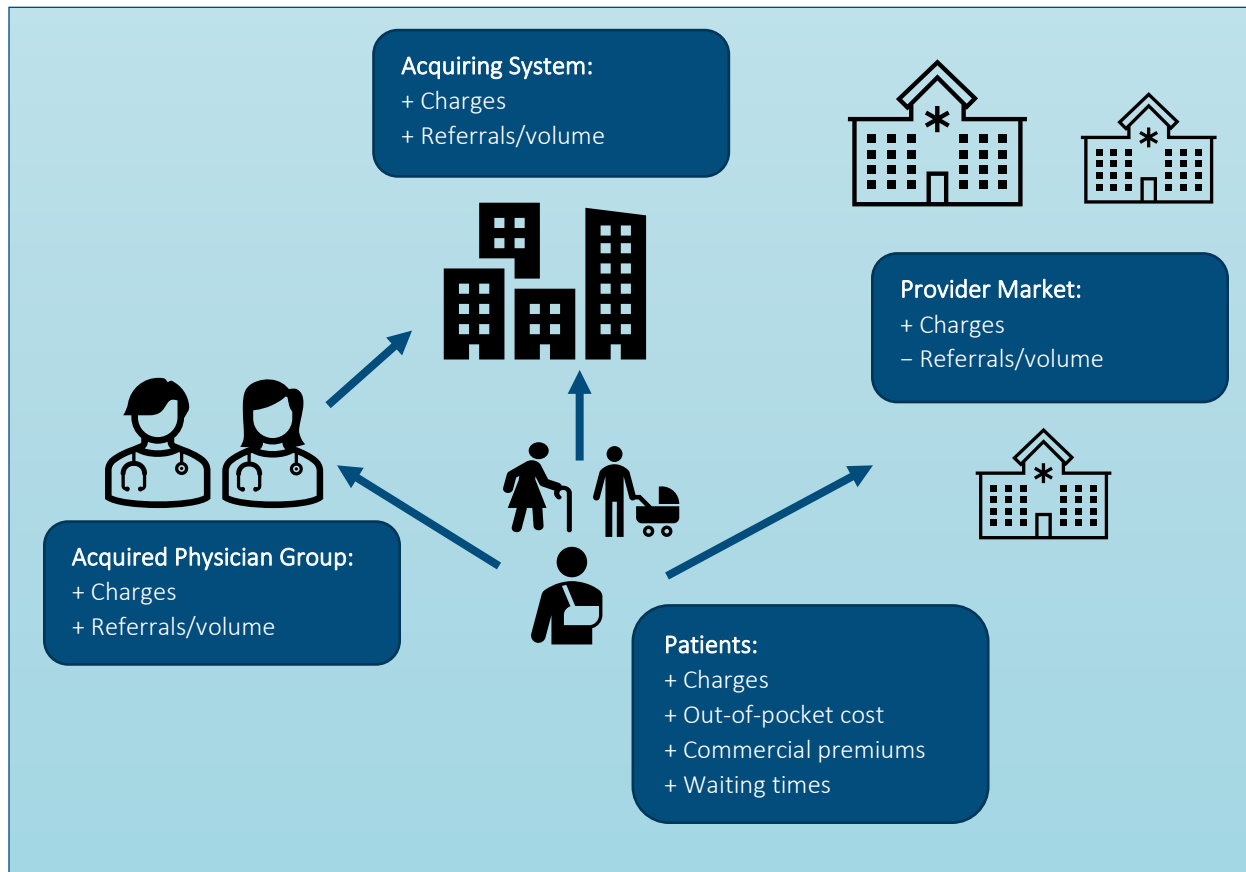 Acquiring System:
+ Charges
+ Referrals/volume
Provider Market:
+ Charges
− Referrals/volume
Acquired Physician Group:
+ Charges
+ Referrals/volume
Patients:
+ Charges
+ Out-of-pocket cost
+ Commercial premiums
+ Waiting times